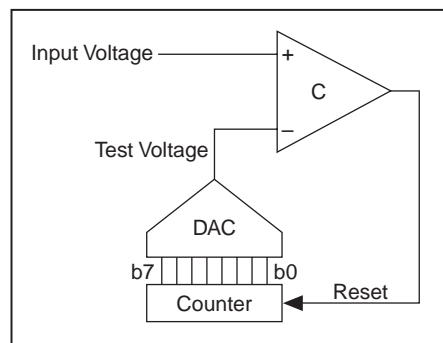 Input Voltage
+
C
−
Test Voltage
DAC
b7
b0
Counter
Reset